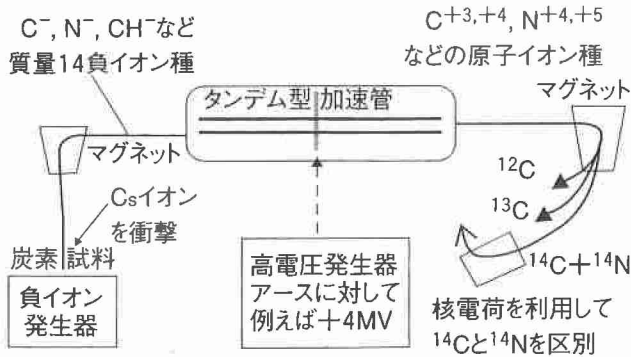 C⁻, N⁻, CH⁻など
質量14負イオン種
C⁺³,⁺⁴, N⁺⁴,⁺⁵
などの原子イオン種
マグネット
タンデム型 加速管
マグネット
Csイオン
を衝撃
炭素 試料
負イオン
発生器
高電圧発生器
アースに対して
例えば+4MV
¹²C
¹³C
¹⁴C+¹⁴N
核電荷を利用して
¹⁴Cと¹⁴Nを区別